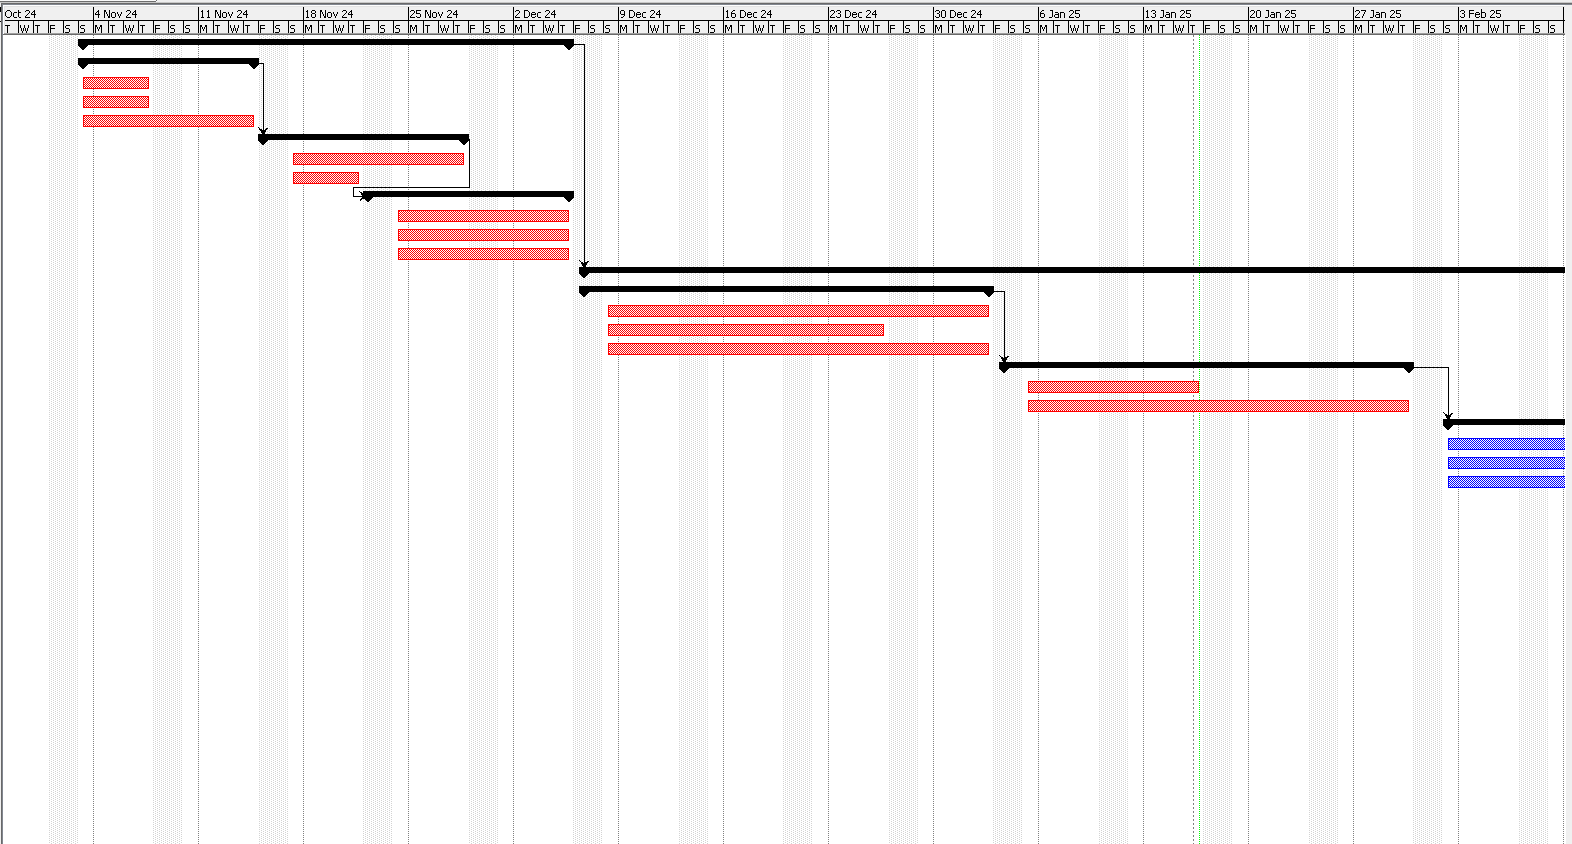 Oct 24 4 Nov 24 11 Nov 24 18 Nov 24 25 Nov 24 2 Dec 24 9 Dec 24 16 Dec 24 23 Dec 24 30 Dec 24 6 Jan 25 13 Jan 25 20 Jan 25 27 Jan 25 3 Feb 25
T W T F S S M T W T F S S M T W T F S S M T W T F S S M T W T F S S M T W T F S S M T W T F S S M T W T F S S M T W T F S S M T W T F S S M T W T F S S M T W T F S S M T W T F S S M T W T F S S M T W T F S S